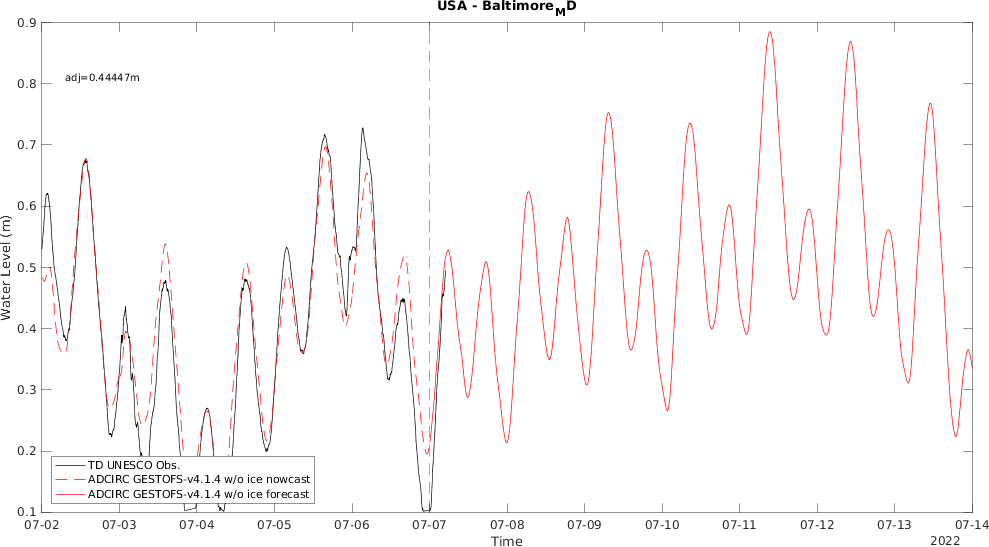 USA - Baltimore_MD
0.9
adj=0.44447m
0.8
0.7
0.6
0.5
Water Level (m)
0.4
0.3
0.2
0.1
TD UNESCO Obs.
ADCIRC GESTOFS-v4.1.4 w/o ice nowcast
ADCIRC GESTOFS-v4.1.4 w/o ice forecast
07-02 07-03 07-04 07-05 07-06 07-07 07-08 07-09 07-10 07-11 07-12 07-13 07-14
Time
2022